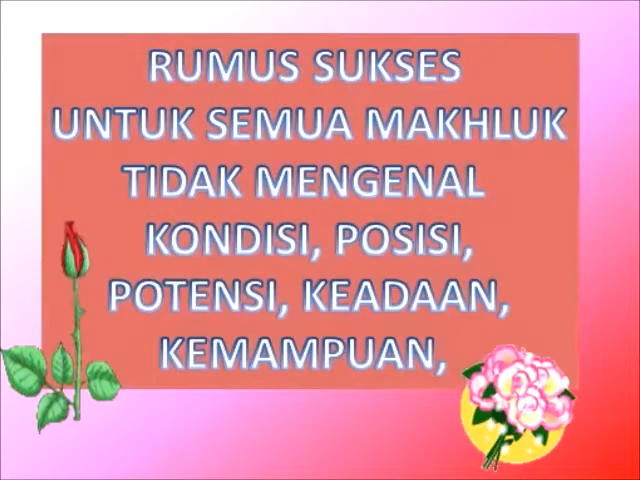 RUMUS SUKSES
UNTUK SEMUA MAKHLUK
TIDAK MENGENAL
KONDISI, POSISI,
POTENSI, KEADAAN,
KEMAMPUAN,